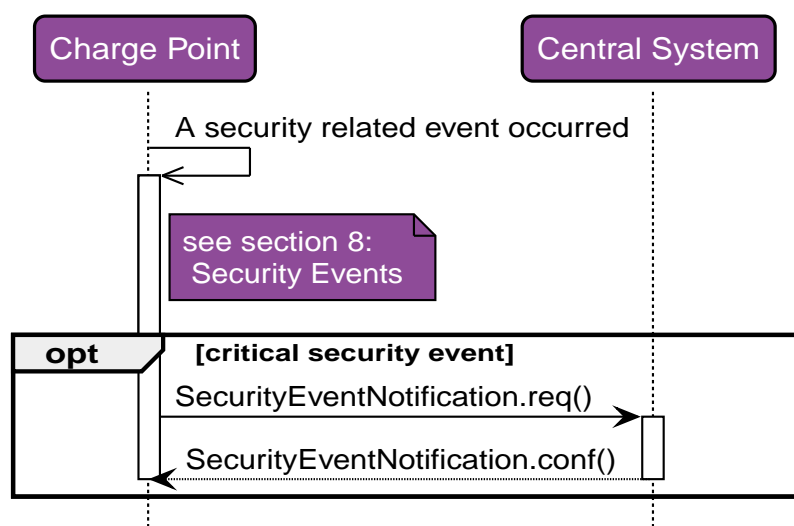 Charge Point
Central System
A security related event occurred
see section 8:
Security Events
opt
[critical security event]
SecurityEventNotification.req()
SecurityEventNotification.conf()